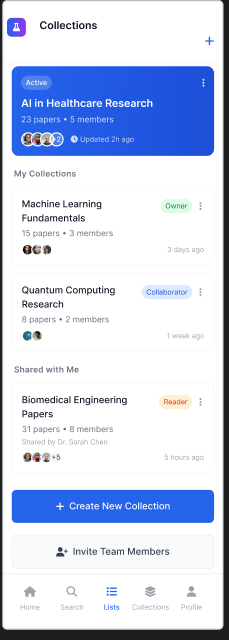 Collections
+
Active
AI in Healthcare Research
23 papers • 5 members
+2
Updated 2h ago
My Collections
Machine Learning
Fundamentals
Owner
15 papers • 3 members
3 days ago
Quantum Computing
Research
Collaborator
8 papers • 2 members
1 week ago
Shared with Me
Biomedical Engineering
Papers
Reader
31 papers • 8 members
Shared by Dr. Sarah Chen
+5
5 hours ago
+ Create New Collection
Invite Team Members
Home
Search
Lists
Collections
Profile